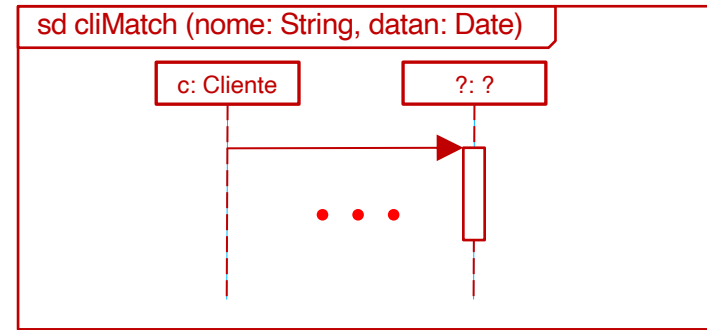 sd cliMatch (nome: String, datan: Date)
c: Cliente
?: ?